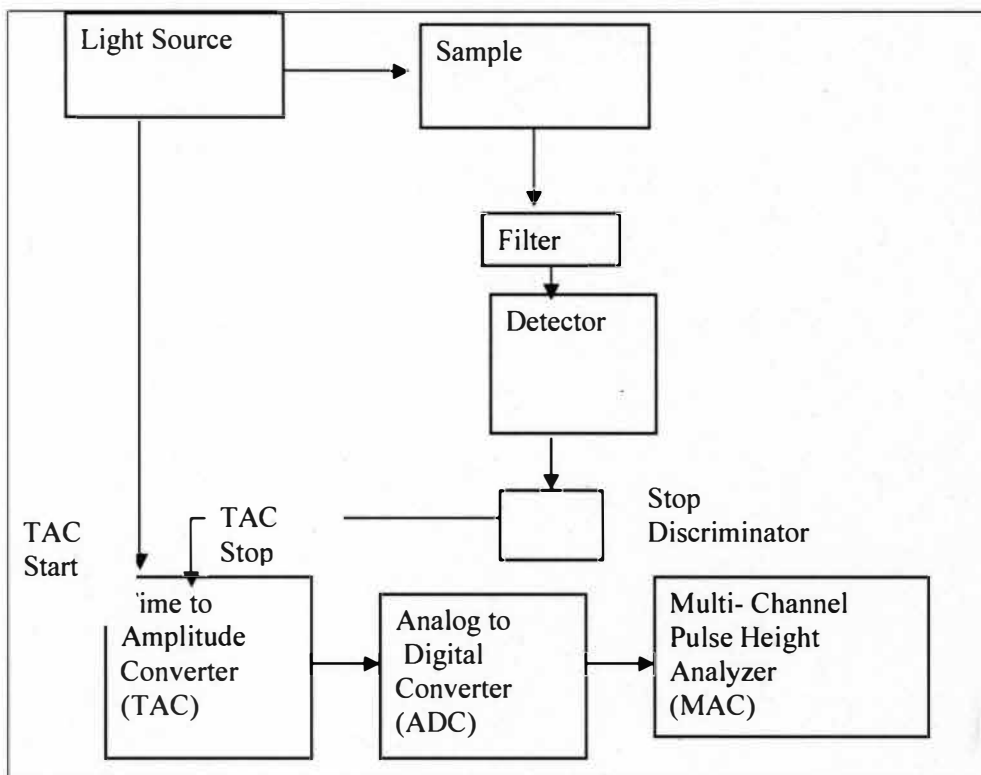 Light Source
Sample
Filter
Detector
Stop
Discriminator
TAC
Start
TAC
Stop
ime to
Amplitude
Converter
(TAC)
Analog to
Digital
Converter
(ADC)
Multi- Channel
Pulse Height
Analyzer
(MAC)